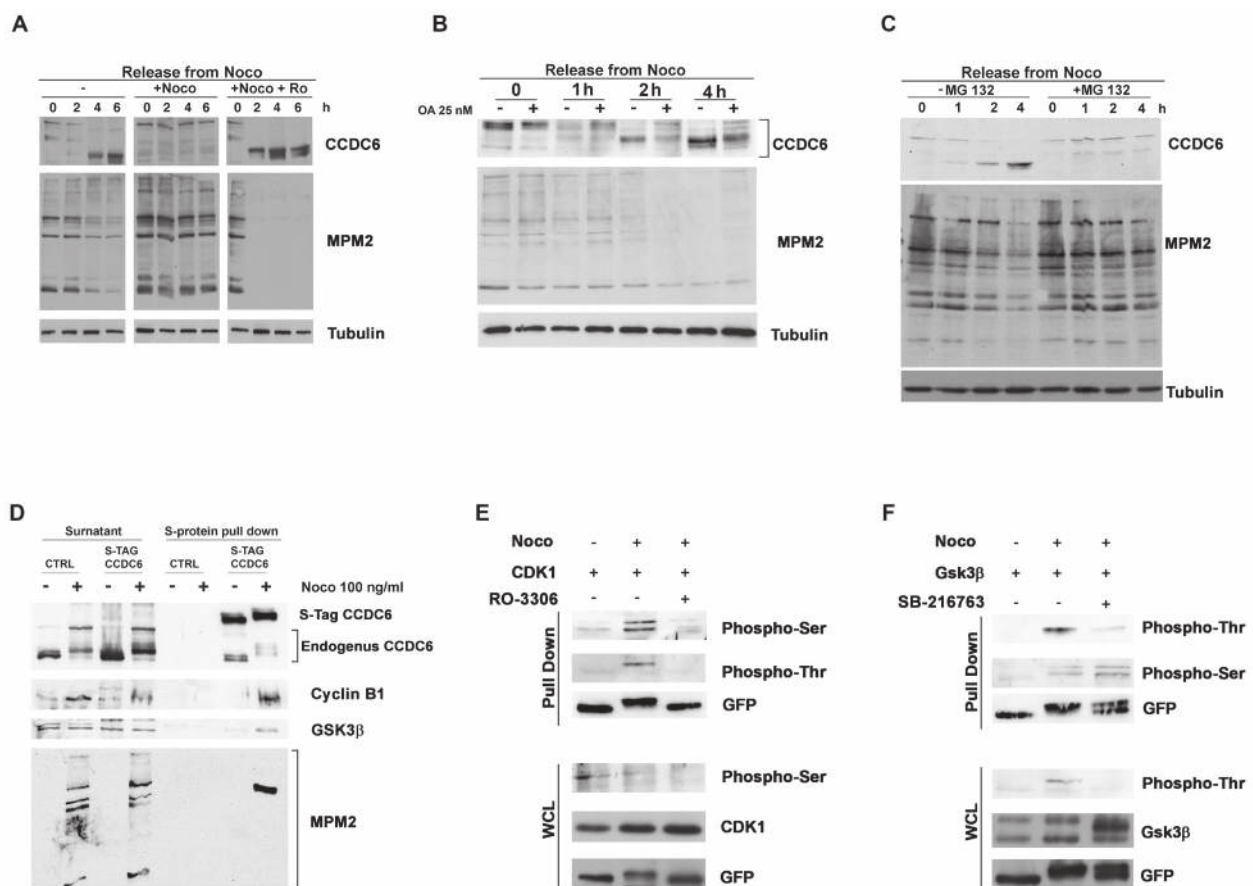 A
Release from Noco
- +Noco +Noco + Ro
0 2 4 6 0 2 4 6 0 2 4 6 h
CCDC6
MPM2
Tubulin
B
Release from Noco
0 1h 2h 4h
OA 25 nM - + - + - + - +
CCDC6
MPM2
Tubulin
C
Release from Noco
-MG 132 +MG 132
0 1 2 4 0 1 2 4 h
CCDC6
MPM2
Tubulin
D
Surnatant S-protein pull down
CTRL S-TAG CCDC6 CTRL S-TAG CCDC6
- + - + - + - + Noco 100 ng/ml
S-Tag CCDC6
Endogenus CCDC6
Cyclin B1
GSK3β
MPM2
E
Noco - + +
CDK1 + + +
RO-3306 - - +
Pull Down
Phospho-Ser
Phospho-Thr
GFP
WCL
Phospho-Ser
CDK1
GFP
F
Noco - + +
Gsk3β + + +
SB-216763 - - +
Pull Down
Phospho-Thr
Phospho-Ser
GFP
WCL
Phospho-Thr
Gsk3β
GFP